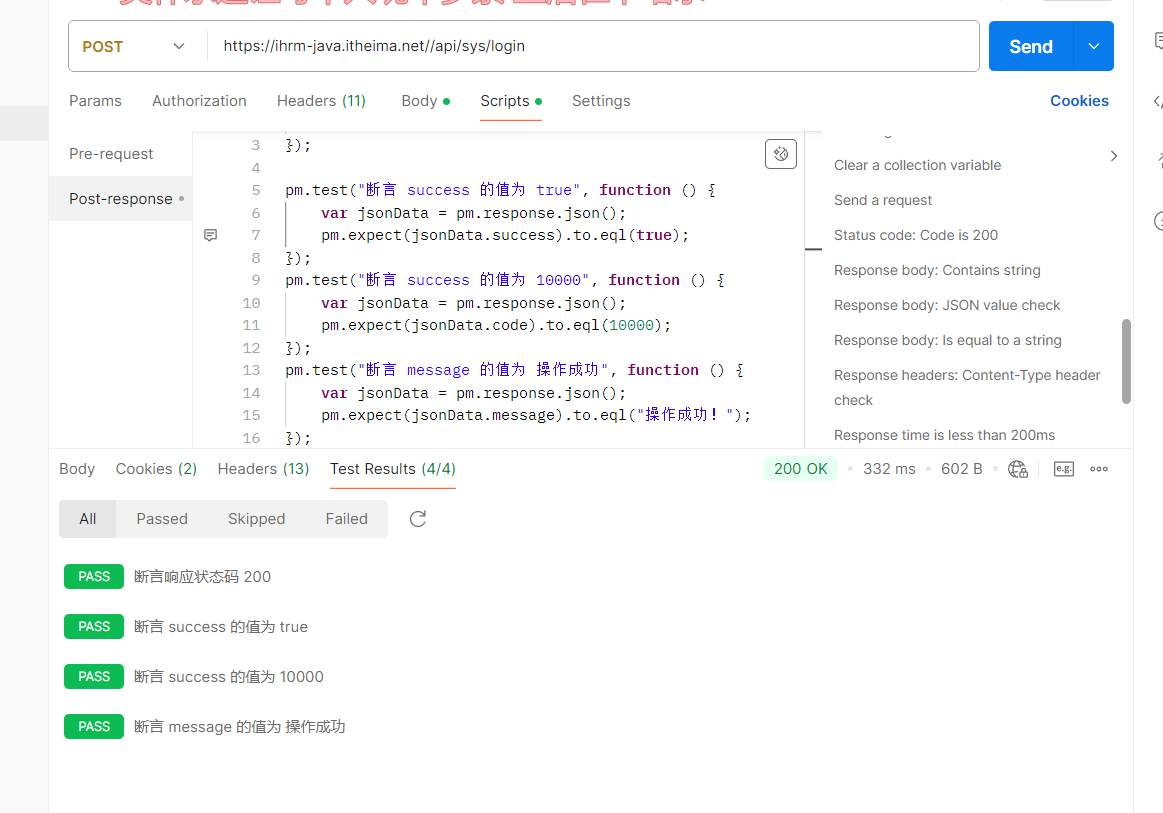 POST
https://ihrm-java.itheima.net//api/sys/login
Send
Params Authorization Headers (11) Body Scripts Settings Cookies
Pre-request
Post-response
3 });
4
5 pm.test("断言 success 的值为 true", function () {
6 var jsonData = pm.response.json();
7 pm.expect(jsonData.success).to.eql(true);
8 });
9 pm.test("断言 success 的值为 10000", function () {
10 var jsonData = pm.response.json();
11 pm.expect(jsonData.code).to.eql(10000);
12 });
13 pm.test("断言 message 的值为 操作成功", function () {
14 var jsonData = pm.response.json();
15 pm.expect(jsonData.message).to.eql("操作成功！");
16 });
Clear a collection variable
Send a request
Status code: Code is 200
Response body: Contains string
Response body: JSON value check
Response body: Is equal to a string
Response headers: Content-Type header
check
Response time is less than 200ms
Body Cookies (2) Headers (13) Test Results (4/4) 200 OK 332 ms 602 B e.g.
All Passed Skipped Failed
PASS 断言响应状态码 200
PASS 断言 success 的值为 true
PASS 断言 success 的值为 10000
PASS 断言 message 的值为 操作成功